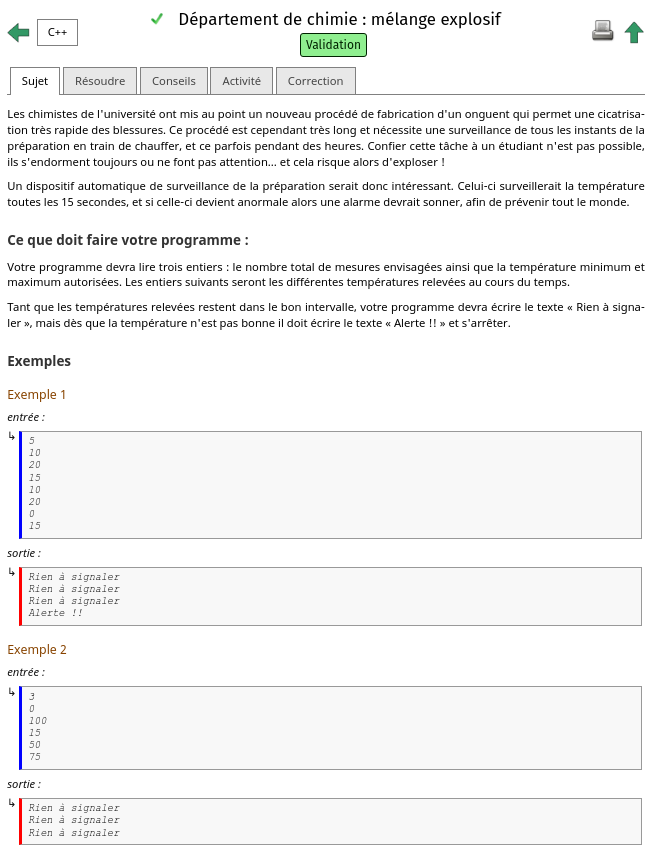 C++
Département de chimie : mélange explosif
Validation
Sujet
Résoudre
Conseils
Activité
Correction
Les chimistes de l'université ont mis au point un nouveau procédé de fabrication d'un onguent qui permet une cicatrisa-
tion très rapide des blessures. Ce procédé est cependant très long et nécessite une surveillance de tous les instants de la
préparation en train de chauffer, et ce parfois pendant des heures. Confier cette tâche à un étudiant n'est pas possible,
ils s'endorment toujours ou ne font pas attention... et cela risque alors d'exploser !
Un dispositif automatique de surveillance de la préparation serait donc intéressant. Celui-ci surveillerait la température
toutes les 15 secondes, et si celle-ci devient anormale alors une alarme devrait sonner, afin de prévenir tout le monde.
Ce que doit faire votre programme :
Votre programme devra lire trois entiers : le nombre total de mesures envisagées ainsi que la température minimum et
maximum autorisées. Les entiers suivants seront les différentes températures relevées au cours du temps.
Tant que les températures relevées restent dans le bon intervalle, votre programme devra écrire le texte « Rien à signa-
ler », mais dès que la température n'est pas bonne il doit écrire le texte « Alerte !! » et s'arrêter.
Exemples
Exemple 1
entrée :
5
10
20
15
10
20
0
15
sortie :
Rien à signaler
Rien à signaler
Rien à signaler
Alerte !!
Exemple 2
entrée :
3
0
100
15
50
75
sortie :
Rien à signaler
Rien à signaler
Rien à signaler